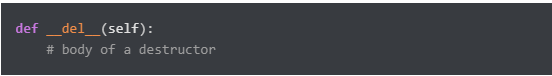 def __del__(self):
    # body of a destructor